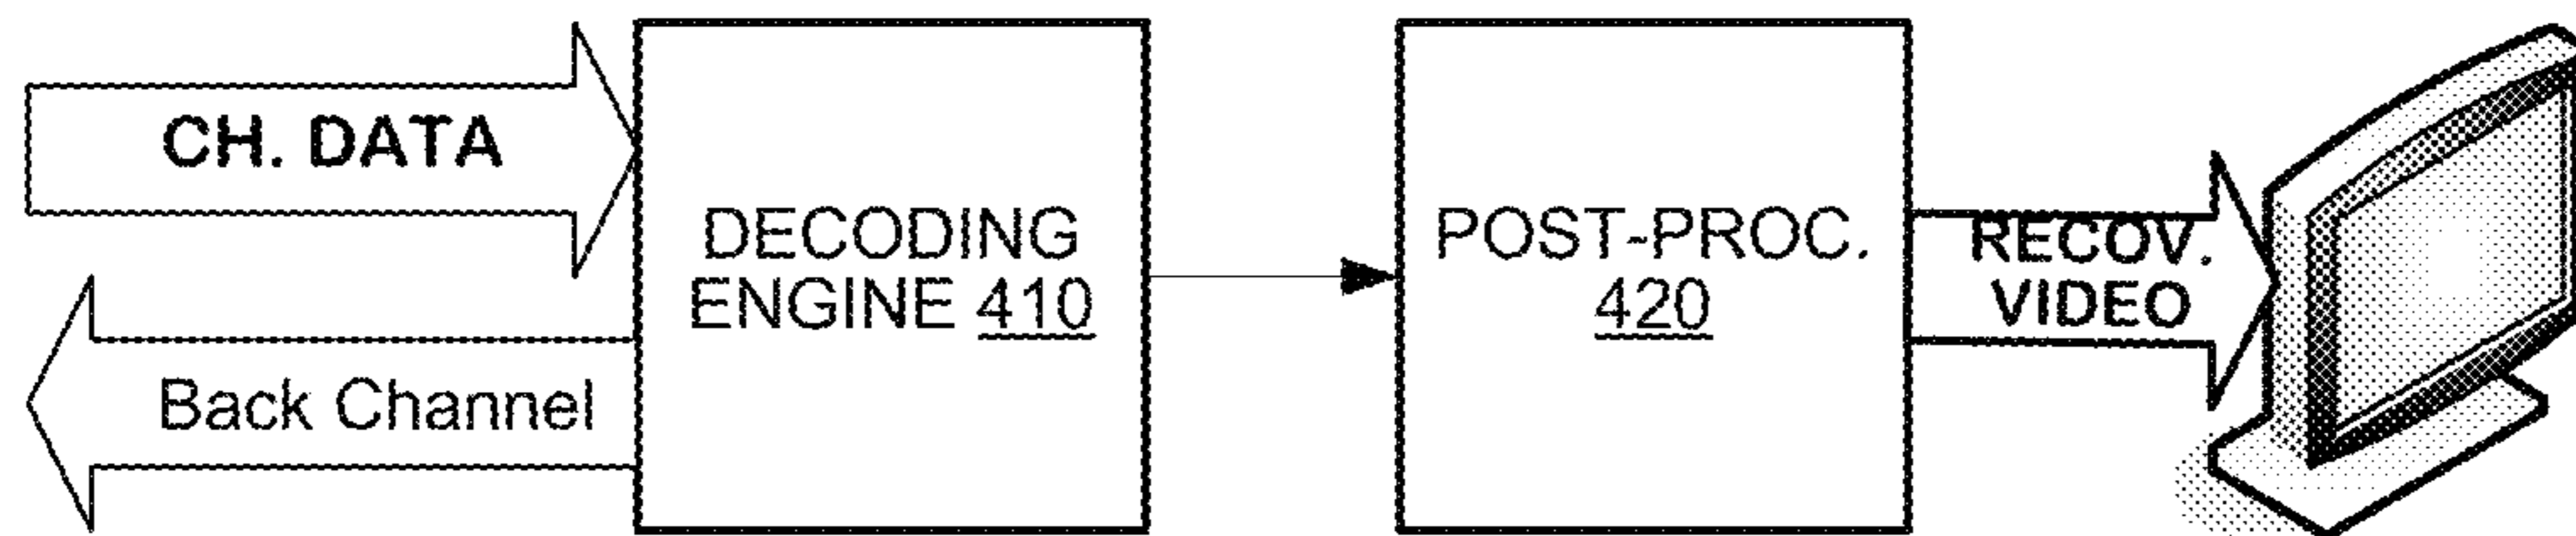 CH. DATA
Back Channel
DECODING
ENGINE 410
POST-PROC.
420
RECOV.
VIDEO